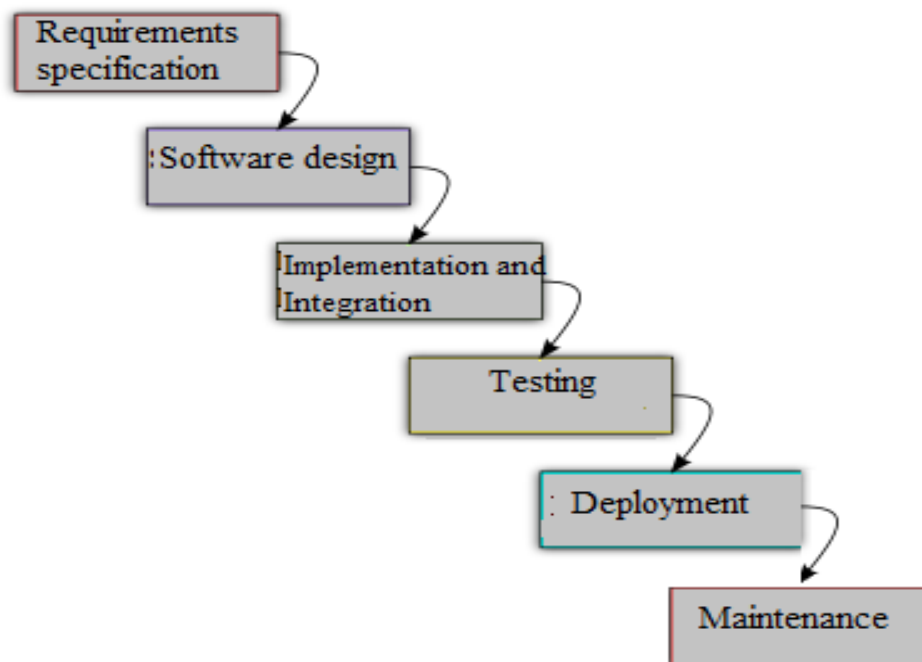 Requirements
specification
Software design
Implementation and
Integration
Testing
Deployment
Maintenance